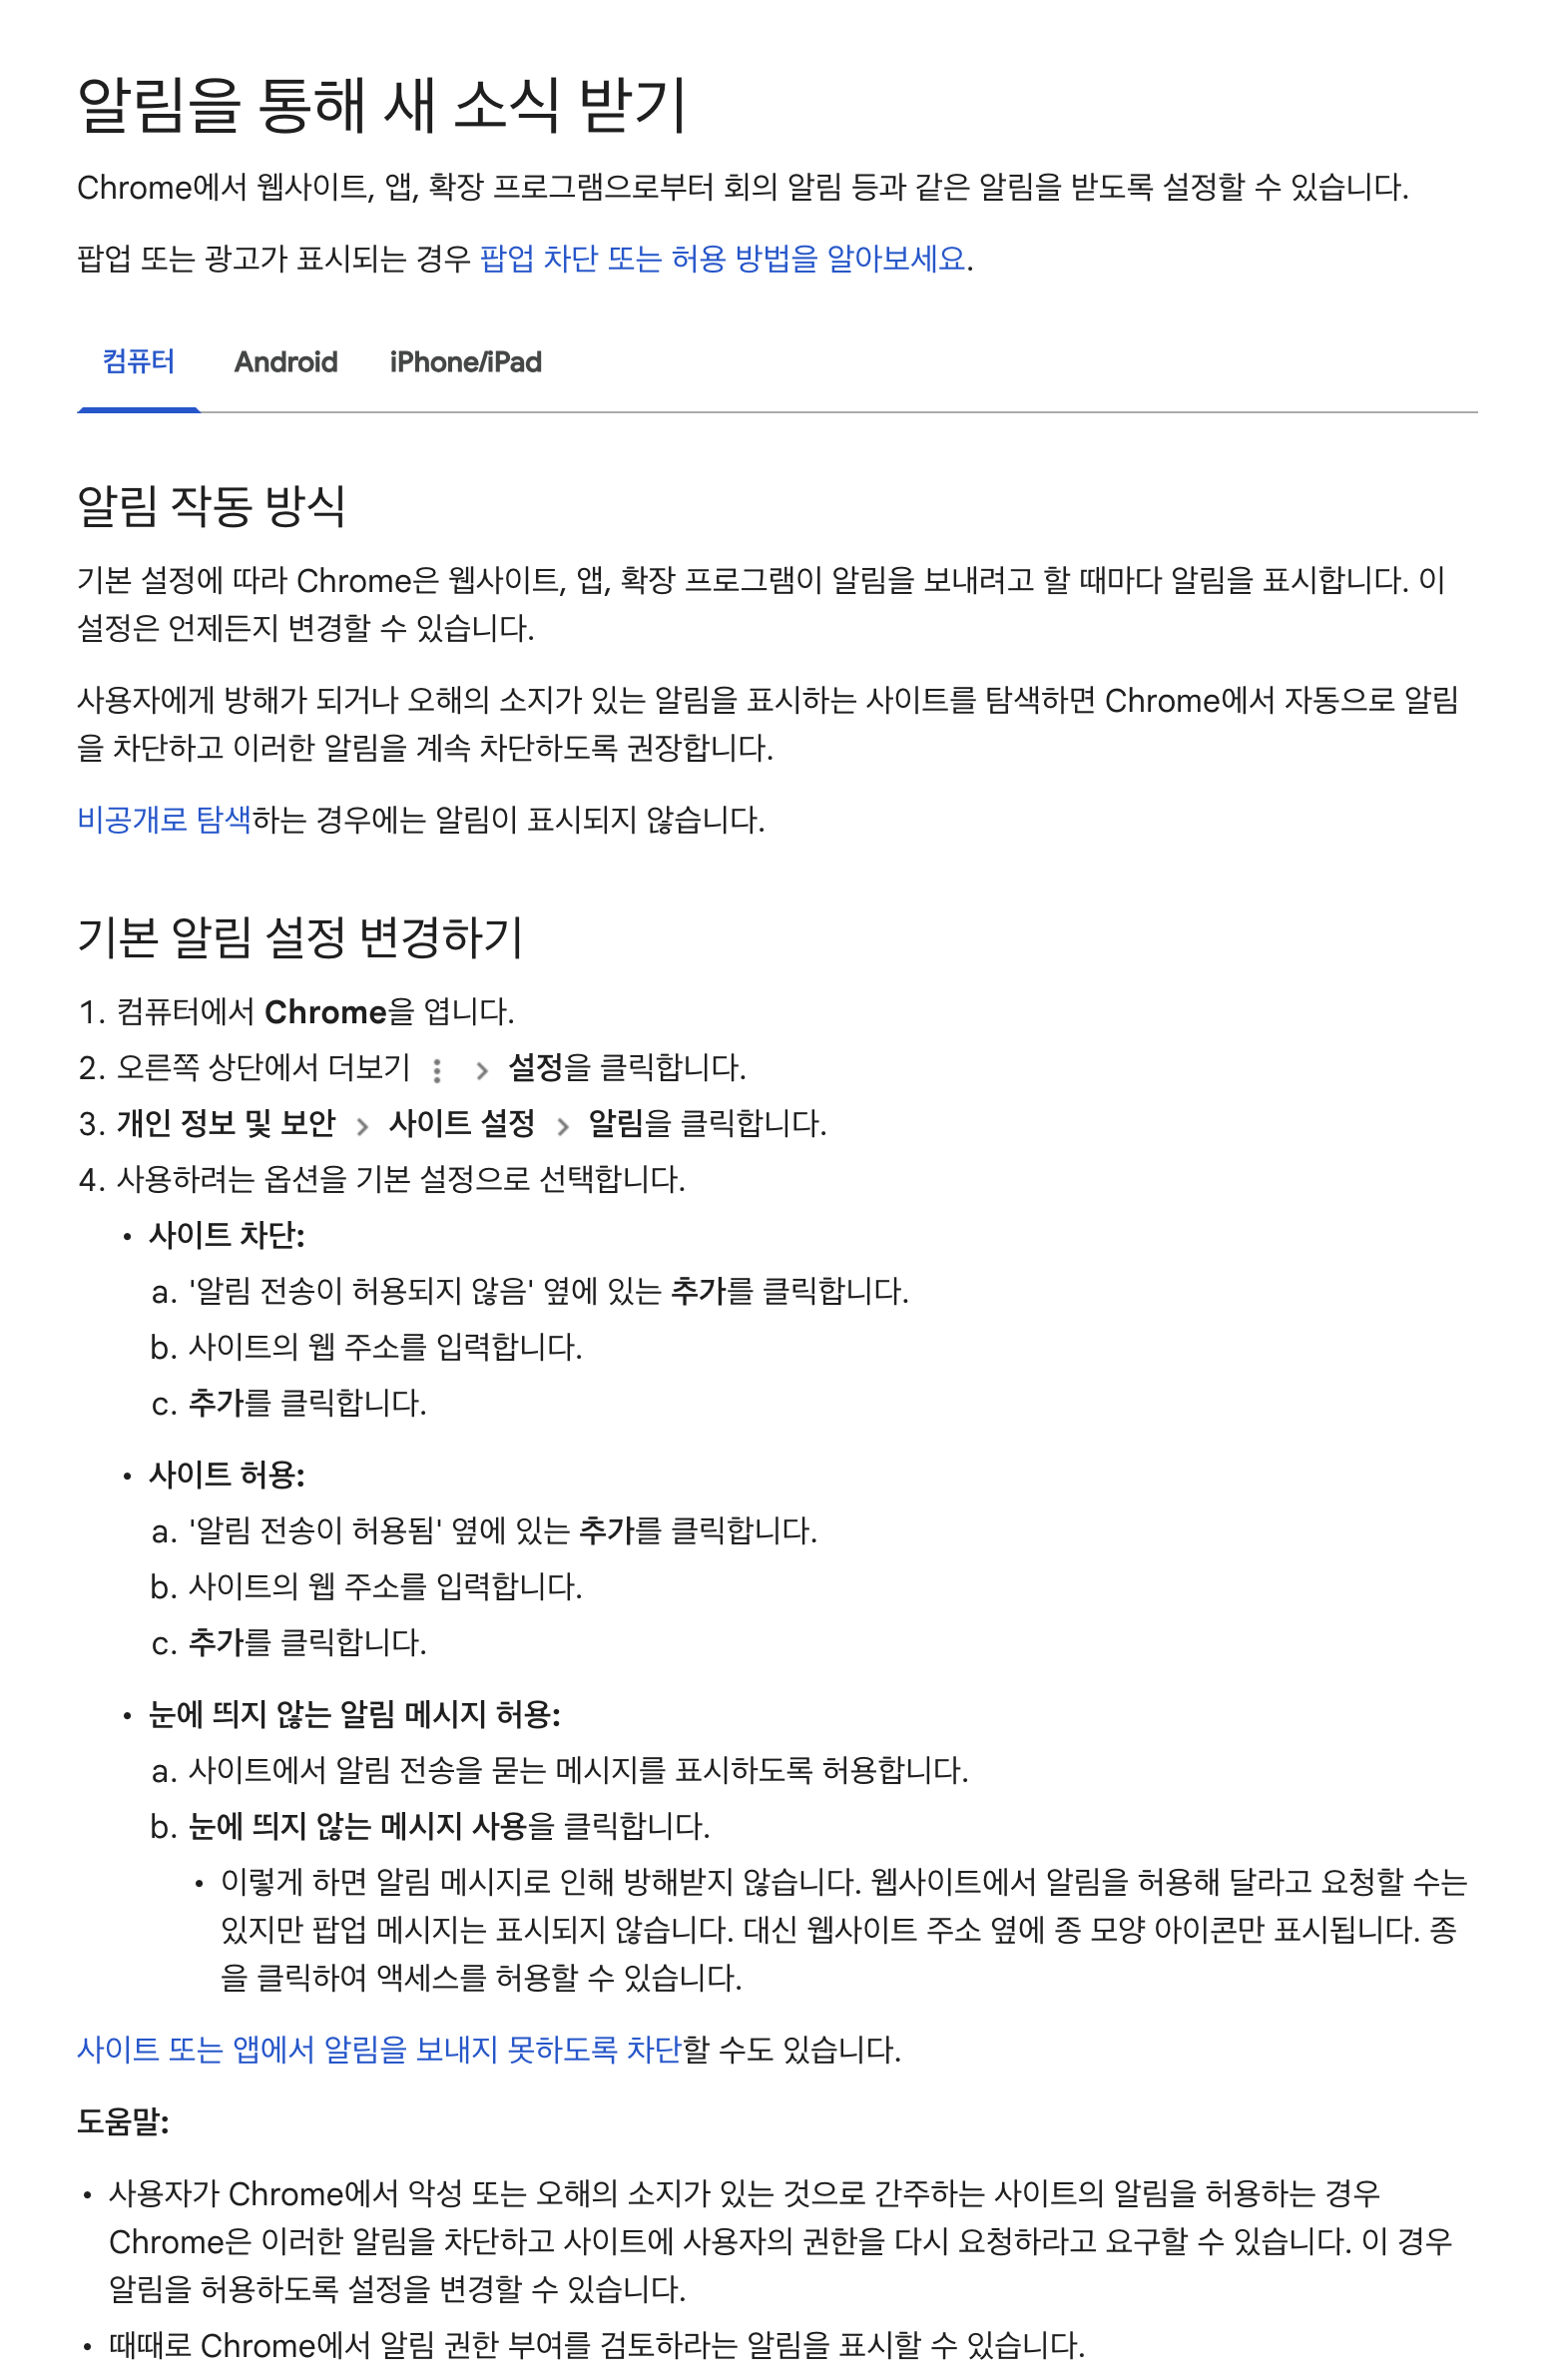 알림을 통해 새 소식 받기
Chrome에서 웹사이트, 앱, 확장 프로그램으로부터 회의 알림 등과 같은 알림을 받도록 설정할 수 있습니다.
팝업 또는 광고가 표시되는 경우 팝업 차단 또는 허용 방법을 알아보세요.
컴퓨터 Android iPhone/iPad
알림 작동 방식
기본 설정에 따라 Chrome은 웹사이트, 앱, 확장 프로그램이 알림을 보내려고 할 때마다 알림을 표시합니다. 이
설정은 언제든지 변경할 수 있습니다.
사용자에게 방해가 되거나 오해의 소지가 있는 알림을 표시하는 사이트를 탐색하면 Chrome에서 자동으로 알림
을 차단하고 이러한 알림을 계속 차단하도록 권장합니다.
비공개로 탐색하는 경우에는 알림이 표시되지 않습니다.
기본 알림 설정 변경하기
1. 컴퓨터에서 Chrome을 엽니다.
2. 오른쪽 상단에서 더보기 ⋮ > 설정을 클릭합니다.
3. 개인 정보 및 보안 > 사이트 설정 > 알림을 클릭합니다.
4. 사용하려는 옵션을 기본 설정으로 선택합니다.
• 사이트 차단:
a. '알림 전송이 허용되지 않음' 옆에 있는 추가를 클릭합니다.
b. 사이트의 웹 주소를 입력합니다.
c. 추가를 클릭합니다.
• 사이트 허용:
a. '알림 전송이 허용됨' 옆에 있는 추가를 클릭합니다.
b. 사이트의 웹 주소를 입력합니다.
c. 추가를 클릭합니다.
• 눈에 띄지 않는 알림 메시지 허용:
a. 사이트에서 알림 전송을 묻는 메시지를 표시하도록 허용합니다.
b. 눈에 띄지 않는 메시지 사용을 클릭합니다.
• 이렇게 하면 알림 메시지로 인해 방해받지 않습니다. 웹사이트에서 알림을 허용해 달라고 요청할 수는
있지만 팝업 메시지는 표시되지 않습니다. 대신 웹사이트 주소 옆에 종 모양 아이콘만 표시됩니다. 종
을 클릭하여 액세스를 허용할 수 있습니다.
사이트 또는 앱에서 알림을 보내지 못하도록 차단할 수도 있습니다.
도움말:
• 사용자가 Chrome에서 악성 또는 오해의 소지가 있는 것으로 간주하는 사이트의 알림을 허용하는 경우
Chrome은 이러한 알림을 차단하고 사이트에 사용자의 권한을 다시 요청하라고 요구할 수 있습니다. 이 경우
알림을 허용하도록 설정을 변경할 수 있습니다.
• 때때로 Chrome에서 알림 권한 부여를 검토하라는 알림을 표시할 수 있습니다.